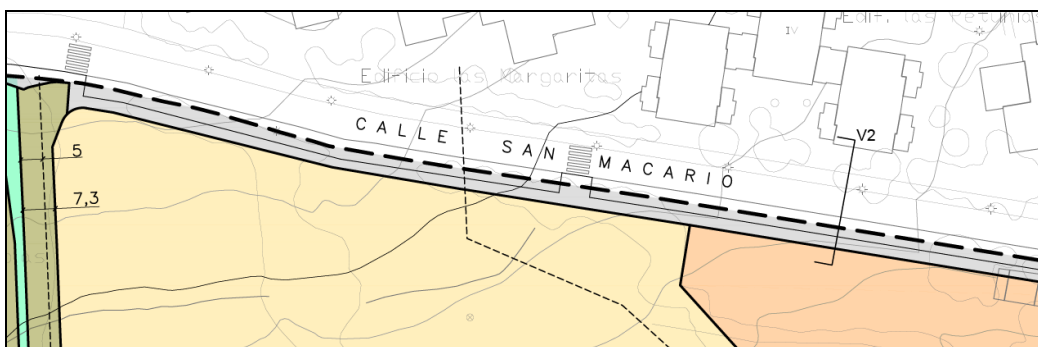 Edif. las Petunias
IV
Edificio las Margaritas
CALLE SAN MACARIO
V2
5
7,3